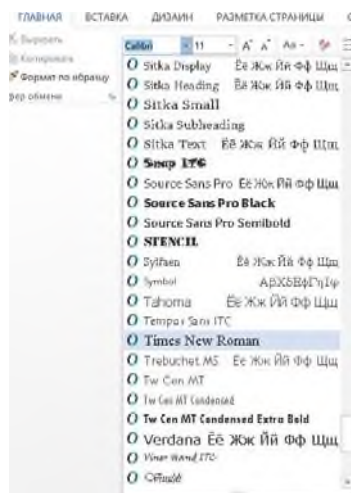 ГЛАВНАЯ ВСТАВКА ДИЗАЙН РАЗМЕТКА СТРАНИЦЫ
Вырезать
Calibri 11 Aa
Копировать
Формат по образцу
фер обмена
Sitka Display Ёё Жж Йй Фф Щщ
Sitka Heading Ёё Жж Йй Фф Щщ
Sitka Small
Sitka Subheading
Sitka Text Ёё Жж Йй Фф Щщ
Snap ITC
Source Sans Pro Ёё Жж Йй Фф Щщ
Source Sans Pro Black
Source Sans Pro Semibold
STENCIL
Sylfaen Ёё Жж Йй Фф Щщ
Symbol
Tahoma Ёё Жж Йй Фф Щщ
Tempus Sans ITC
Times New Roman
Trebuchet MS Ёё Жж Йй Фф Щщ
Tw Cen MT
Tw Cen MT Condensed
Tw Cen MT Condensed Extra Bold
Verdana Ёё Жж Йй Фф Щщ
Viner Hand ITC